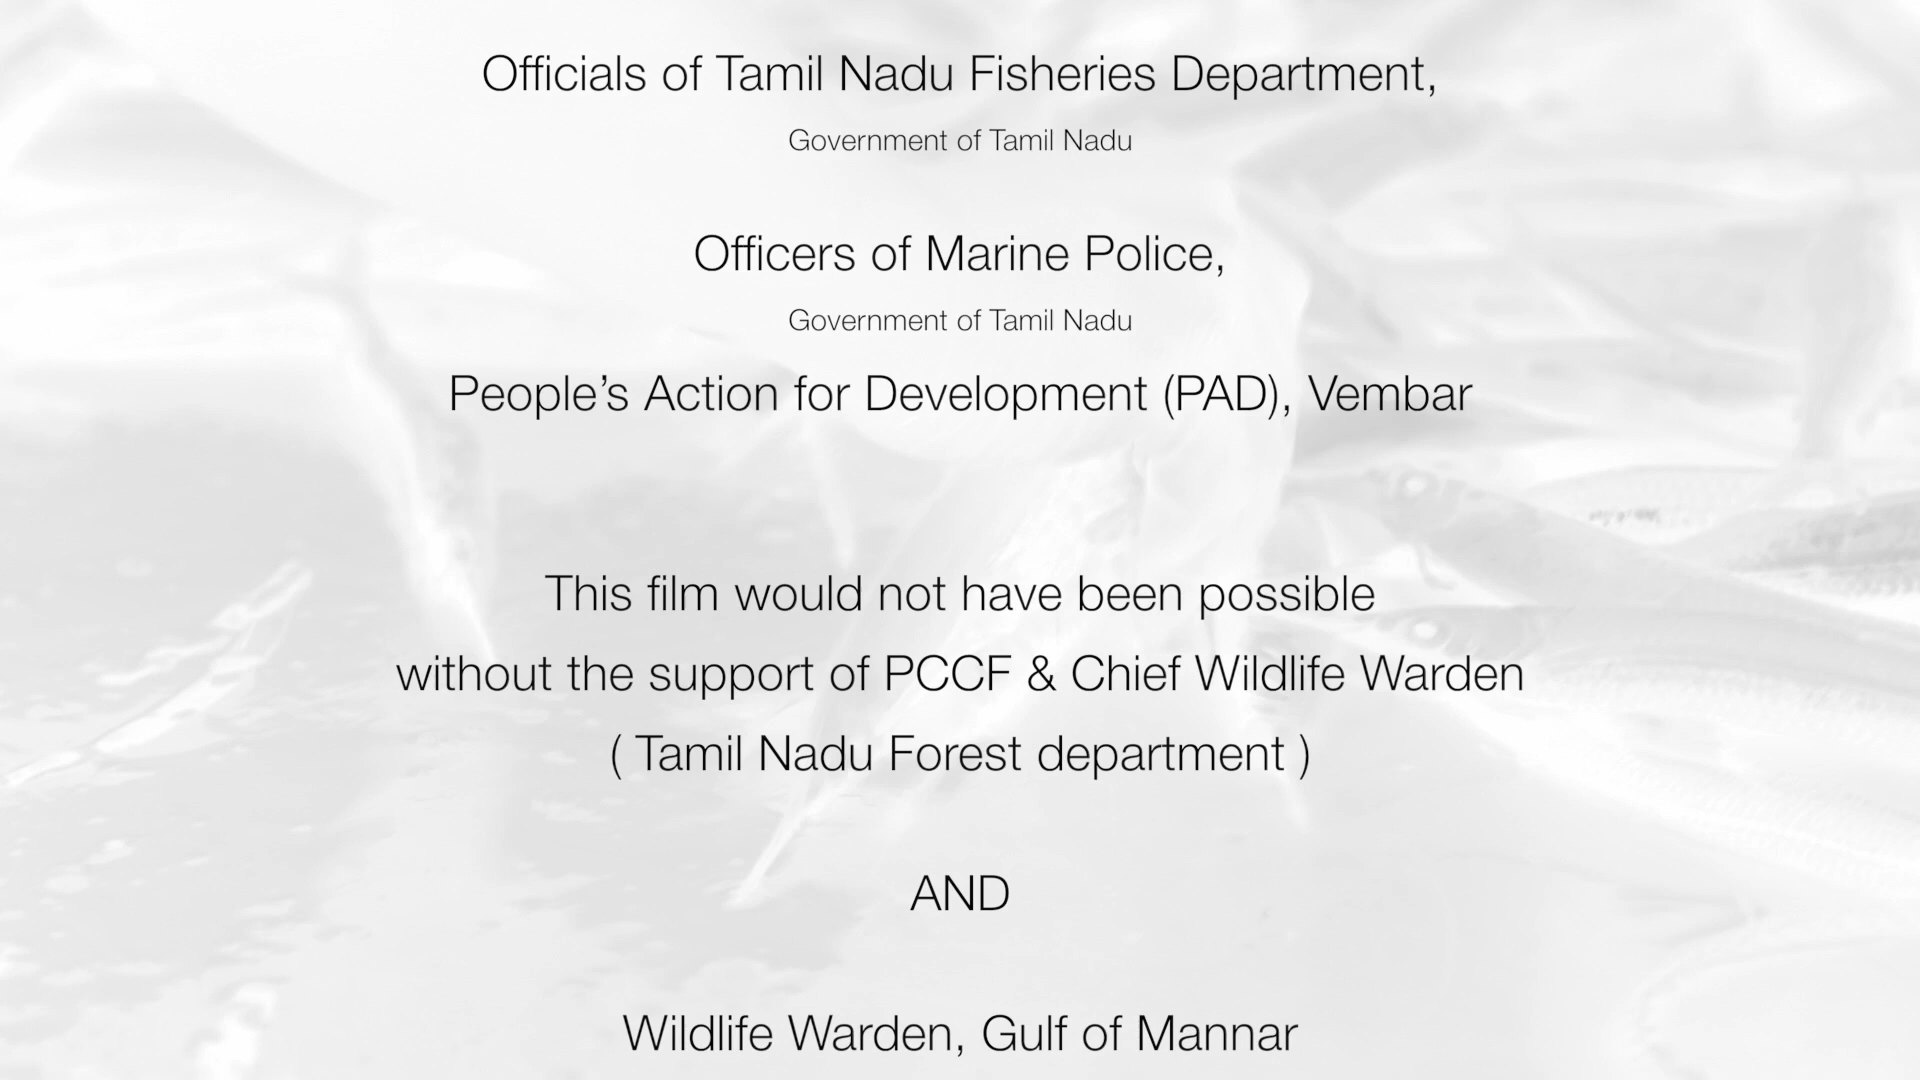 Officials of Tamil Nadu Fisheries Department,
Government of Tamil Nadu
Officers of Marine Police,
Government of Tamil Nadu
People’s Action for Development (PAD), Vembar
This film would not have been possible
without the support of PCCF & Chief Wildlife Warden
( Tamil Nadu Forest department )
AND
Wildlife Warden, Gulf of Mannar